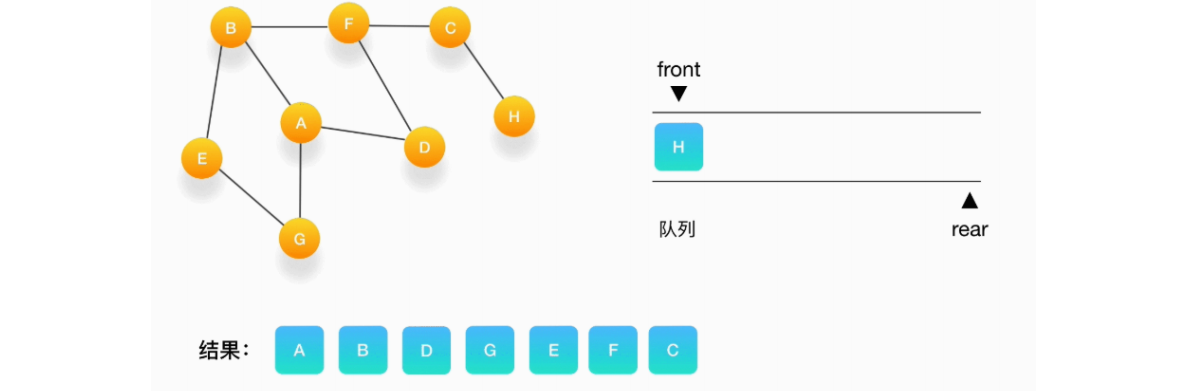 B F C
front
A H
H
E D
G
队列
rear
结果： A B D G E F C